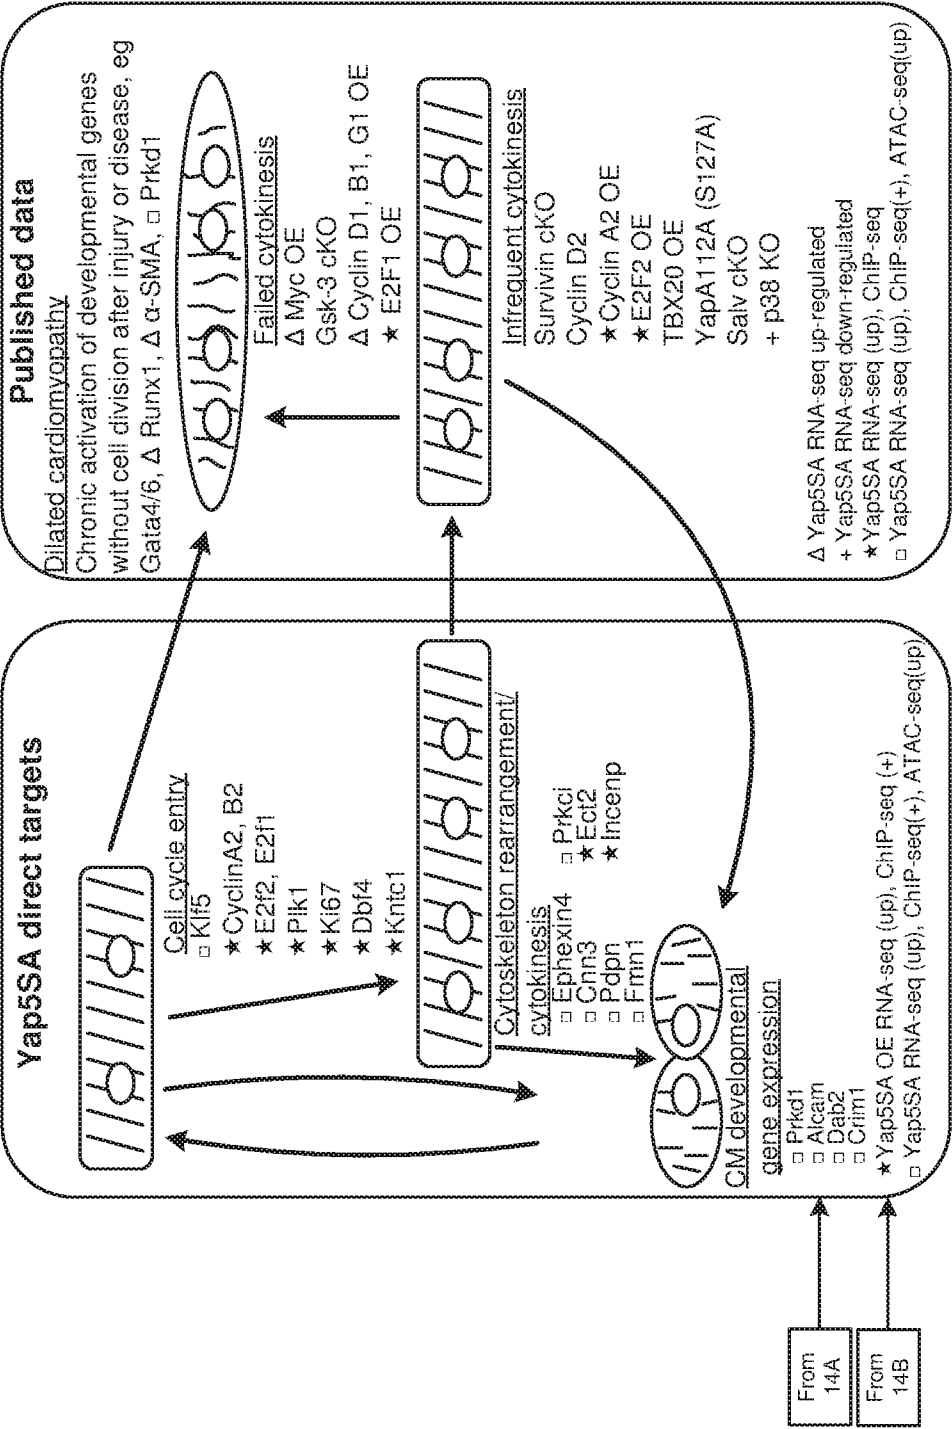 Yap5SA direct targets
Cell cycle entry
□ Klf5
★CyclinA2, B2
★E2f2, E2f1
★Plk1
★Ki67
★Dbf4
★Kntc1
Cytoskeleton rearrangement/
cytokinesis
□ Ephexin4
□ Cnn3
□ Pdpn
□ Fmn1
□ Prkci
★Ect2
★Incenp
CM developmental
gene expression
□ Prkd1
□ Alcam
□ Dab2
□ Crim1
★Yap5SA OE RNA-seq (up), ChIP-seq (+)
□ Yap5SA RNA-seq (up), ChIP-seq(+), ATAC-seq(up)
From
14A
From
14B
Published data
Dilated cardiomyopathy
Chronic activation of developmental genes
without cell division after injury or disease, eg
Gata4/6, Δ Runx1, Δ α-SMA, □ Prkd1
Failed cytokinesis
Δ Myc OE
Gsk-3 cKO
Δ Cyclin D1, B1, G1 OE
★ E2F1 OE
Infrequent cytokinesis
Survivin cKO
Cyclin D2
★Cyclin A2 OE
★E2F2 OE
TBX20 OE
YapA112A (S127A)
Salv cKO
+ p38 KO
Δ Yap5SA RNA-seq up-regulated
+ Yap5SA RNA-seq down-regulated
★Yap5SA RNA-seq (up), ChIP-seq
□ Yap5SA RNA-seq (up), ChIP-seq(+), ATAC-seq(up)